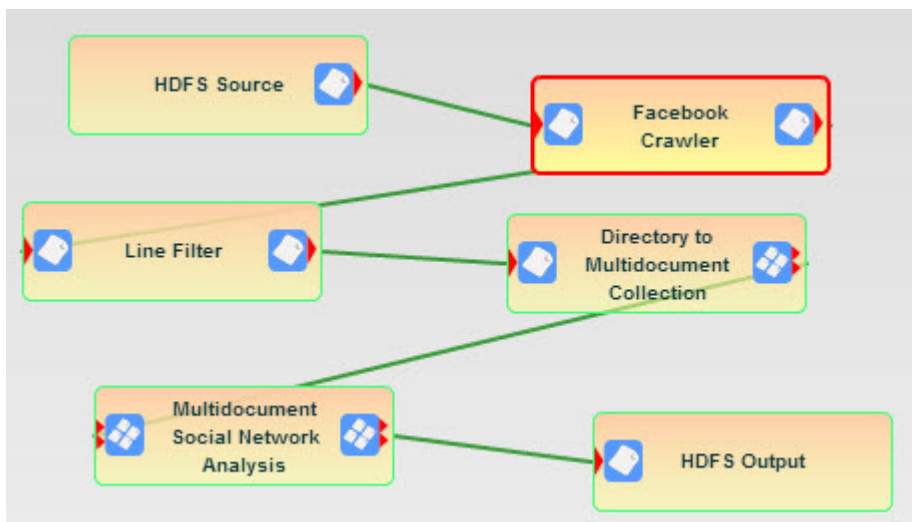 HDFS Source
Facebook
Crawler
Line Filter
Directory to
Multidocument
Collection
Multidocument
Social Network
Analysis
HDFS Output